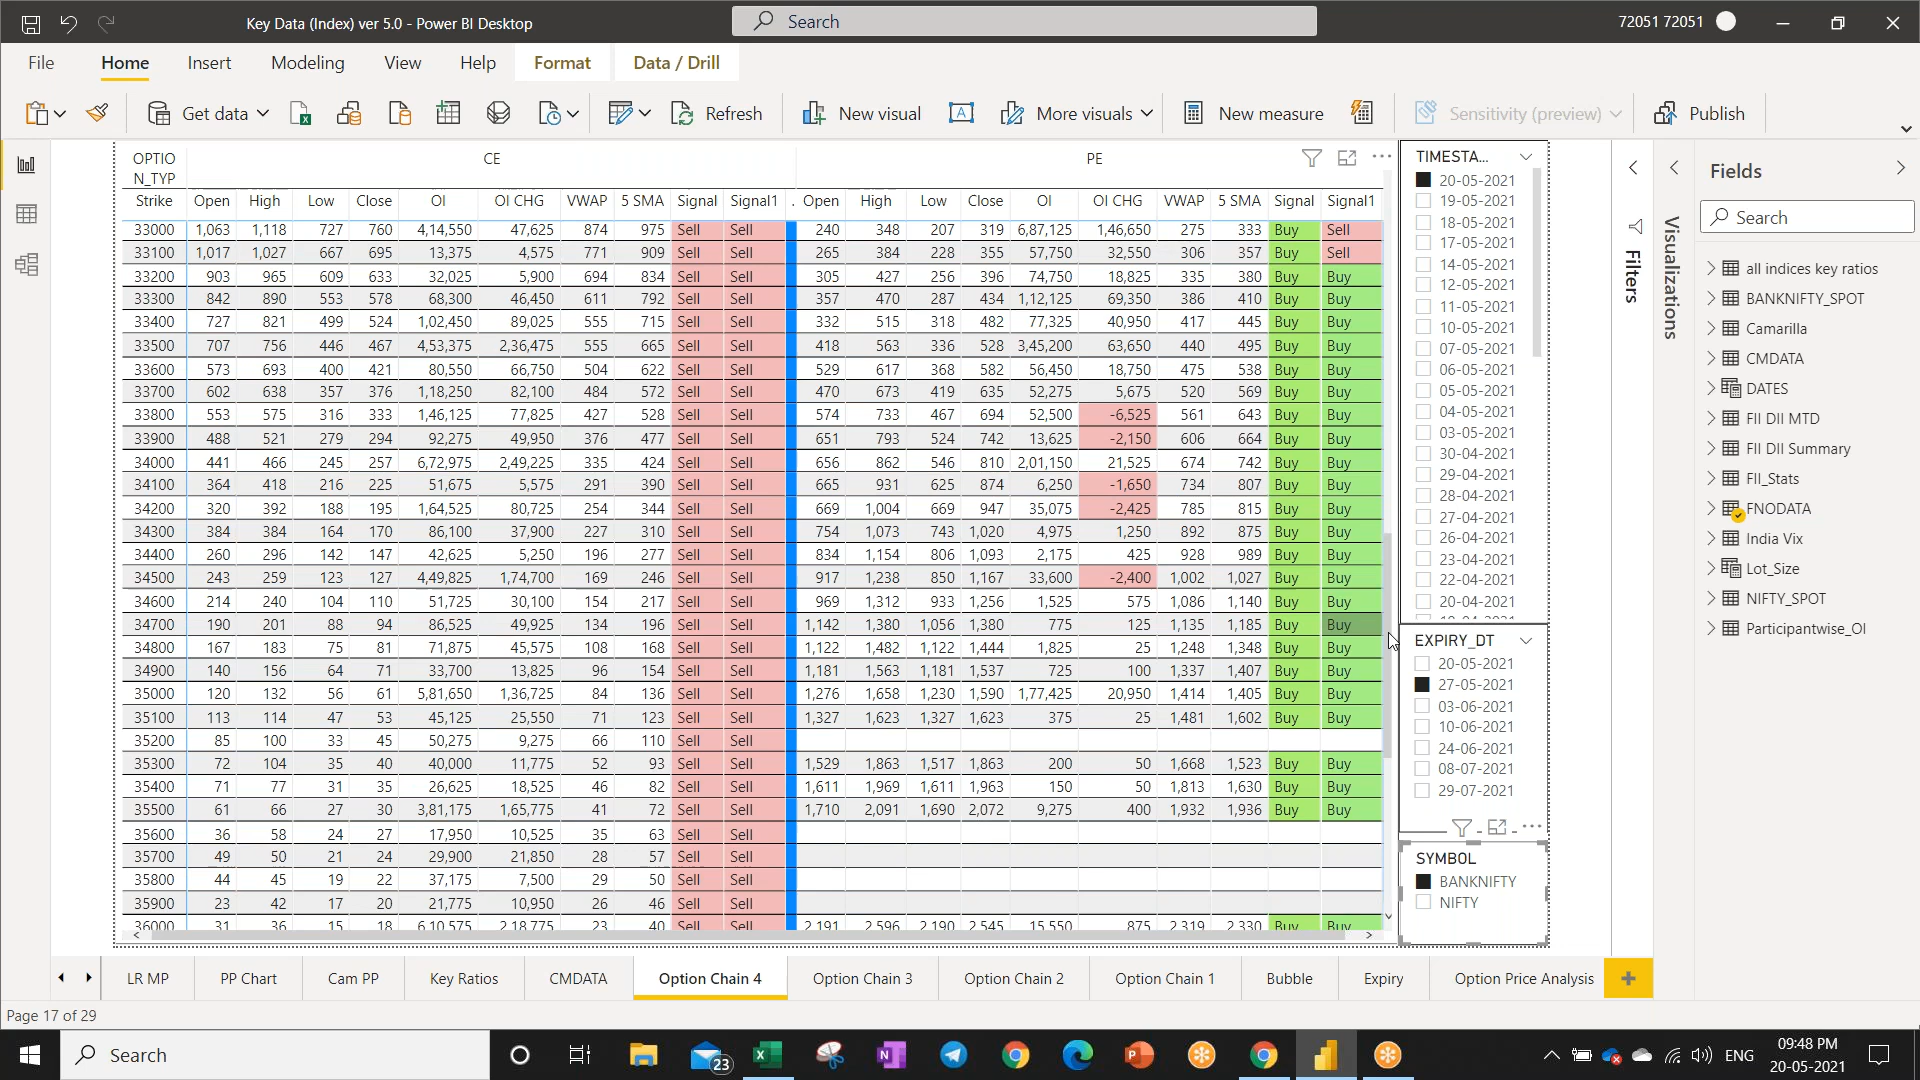 Key Data (Index) ver 5.0 - Power BI Desktop
Search
72051 72051
File Home Insert Modeling View Help Format Data / Drill
Get data Refresh New visual More visuals New measure Sensitivity (preview) Publish
OPTIO
N_TYP CE PE
Strike Open High Low Close OI OI CHG VWAP 5 SMA Signal Signal1 . Open High Low Close OI OI CHG VWAP 5 SMA Signal Signal1
33000 1,063 1,118 727 760 4,14,550 47,625 874 975 Sell Sell 240 348 207 319 6,87,125 1,46,650 275 333 Buy Sell
33100 1,017 1,027 667 695 13,375 4,575 771 909 Sell Sell 265 384 228 355 57,750 32,550 306 357 Buy Sell
33200 903 965 609 633 32,025 5,900 694 834 Sell Sell 305 427 256 396 74,750 18,825 335 380 Buy Buy
33300 842 890 553 578 68,300 46,450 611 792 Sell Sell 357 470 287 434 1,12,125 69,350 386 410 Buy Buy
33400 727 821 499 524 1,02,450 89,025 555 715 Sell Sell 332 515 318 482 77,325 40,950 417 445 Buy Buy
33500 707 756 446 467 4,53,375 2,36,475 555 665 Sell Sell 418 563 336 528 3,45,200 63,650 440 495 Buy Buy
33600 573 693 400 421 80,550 66,750 504 622 Sell Sell 529 617 368 582 56,450 18,750 475 538 Buy Buy
33700 602 638 357 376 1,18,250 82,100 484 572 Sell Sell 470 673 419 635 52,275 5,675 520 569 Buy Buy
33800 553 575 316 333 1,46,125 77,825 427 528 Sell Sell 574 733 467 694 52,500 -6,525 561 643 Buy Buy
33900 488 521 279 294 92,275 49,950 376 477 Sell Sell 651 793 524 742 13,625 -2,150 606 664 Buy Buy
34000 441 466 245 257 6,72,975 2,49,225 335 424 Sell Sell 656 862 546 810 2,01,150 21,525 674 742 Buy Buy
34100 364 418 216 225 51,675 5,575 291 390 Sell Sell 665 931 625 874 6,250 -1,650 734 807 Buy Buy
34200 320 392 188 195 1,64,525 80,725 254 344 Sell Sell 669 1,004 669 947 35,075 -2,425 785 815 Buy Buy
34300 384 384 164 170 86,100 37,900 227 310 Sell Sell 754 1,073 743 1,020 4,975 1,250 892 875 Buy Buy
34400 260 296 142 147 42,625 5,250 196 277 Sell Sell 834 1,154 806 1,093 2,175 425 928 989 Buy Buy
34500 243 259 123 127 4,49,825 1,74,700 169 246 Sell Sell 917 1,238 850 1,167 33,600 -2,400 1,002 1,027 Buy Buy
34600 214 240 104 110 51,725 30,100 154 217 Sell Sell 969 1,312 933 1,256 1,525 575 1,086 1,140 Buy Buy
34700 190 201 88 94 86,525 49,925 134 196 Sell Sell 1,142 1,380 1,056 1,380 775 125 1,135 1,185 Buy Buy
34800 167 183 75 81 71,875 45,575 108 168 Sell Sell 1,122 1,482 1,122 1,444 1,825 25 1,248 1,348 Buy Buy
34900 140 156 64 71 33,700 13,825 96 154 Sell Sell 1,181 1,563 1,181 1,537 725 100 1,337 1,407 Buy Buy
35000 120 132 56 61 5,81,650 1,36,725 84 136 Sell Sell 1,276 1,658 1,230 1,590 1,77,425 20,950 1,414 1,405 Buy Buy
35100 113 114 47 53 45,125 25,550 71 123 Sell Sell 1,327 1,623 1,327 1,623 375 25 1,481 1,602 Buy Buy
35200 85 100 33 45 50,275 9,275 66 110 Sell Sell
35300 72 104 35 40 40,000 11,775 52 93 Sell Sell 1,529 1,863 1,517 1,863 200 50 1,668 1,523 Buy Buy
35400 71 77 31 35 26,625 18,525 46 82 Sell Sell 1,611 1,969 1,611 1,963 150 50 1,813 1,630 Buy Buy
35500 61 66 27 30 3,81,175 1,65,775 41 72 Sell Sell 1,710 2,091 1,690 2,072 9,275 400 1,932 1,936 Buy Buy
35600 36 58 24 27 17,950 10,525 35 63 Sell Sell
35700 49 50 21 24 29,900 21,850 28 57 Sell Sell
35800 44 45 19 22 37,175 7,500 29 50 Sell Sell
35900 23 42 17 20 21,775 10,950 26 46 Sell Sell
36000 31 36 15 18 6,10,575 2,18,775 23 40 Sell Sell 2,191 2,596 2,190 2,545 15,550 875 2,319 2,330 Buy Buy
TIMESTA...
20-05-2021
19-05-2021
18-05-2021
17-05-2021
14-05-2021
12-05-2021
11-05-2021
10-05-2021
07-05-2021
06-05-2021
05-05-2021
04-05-2021
03-05-2021
30-04-2021
29-04-2021
28-04-2021
27-04-2021
26-04-2021
23-04-2021
22-04-2021
20-04-2021
EXPIRY_DT
20-05-2021
27-05-2021
03-06-2021
10-06-2021
24-06-2021
08-07-2021
29-07-2021
SYMBOL
BANKNIFTY
NIFTY
Filters
Visualizations
Fields
Search
all indices key ratios
BANKNIFTY_SPOT
Camarilla
CMDATA
DATES
FII DII MTD
FII DII Summary
FII_Stats
FNODATA
India Vix
Lot_Size
NIFTY_SPOT
Participantwise_OI
LR MP PP Chart Cam PP Key Ratios CMDATA Option Chain 4 Option Chain 3 Option Chain 2 Option Chain 1 Bubble Expiry Option Price Analysis +
Page 17 of 29
Search
23
ENG
09:48 PM
20-05-2021